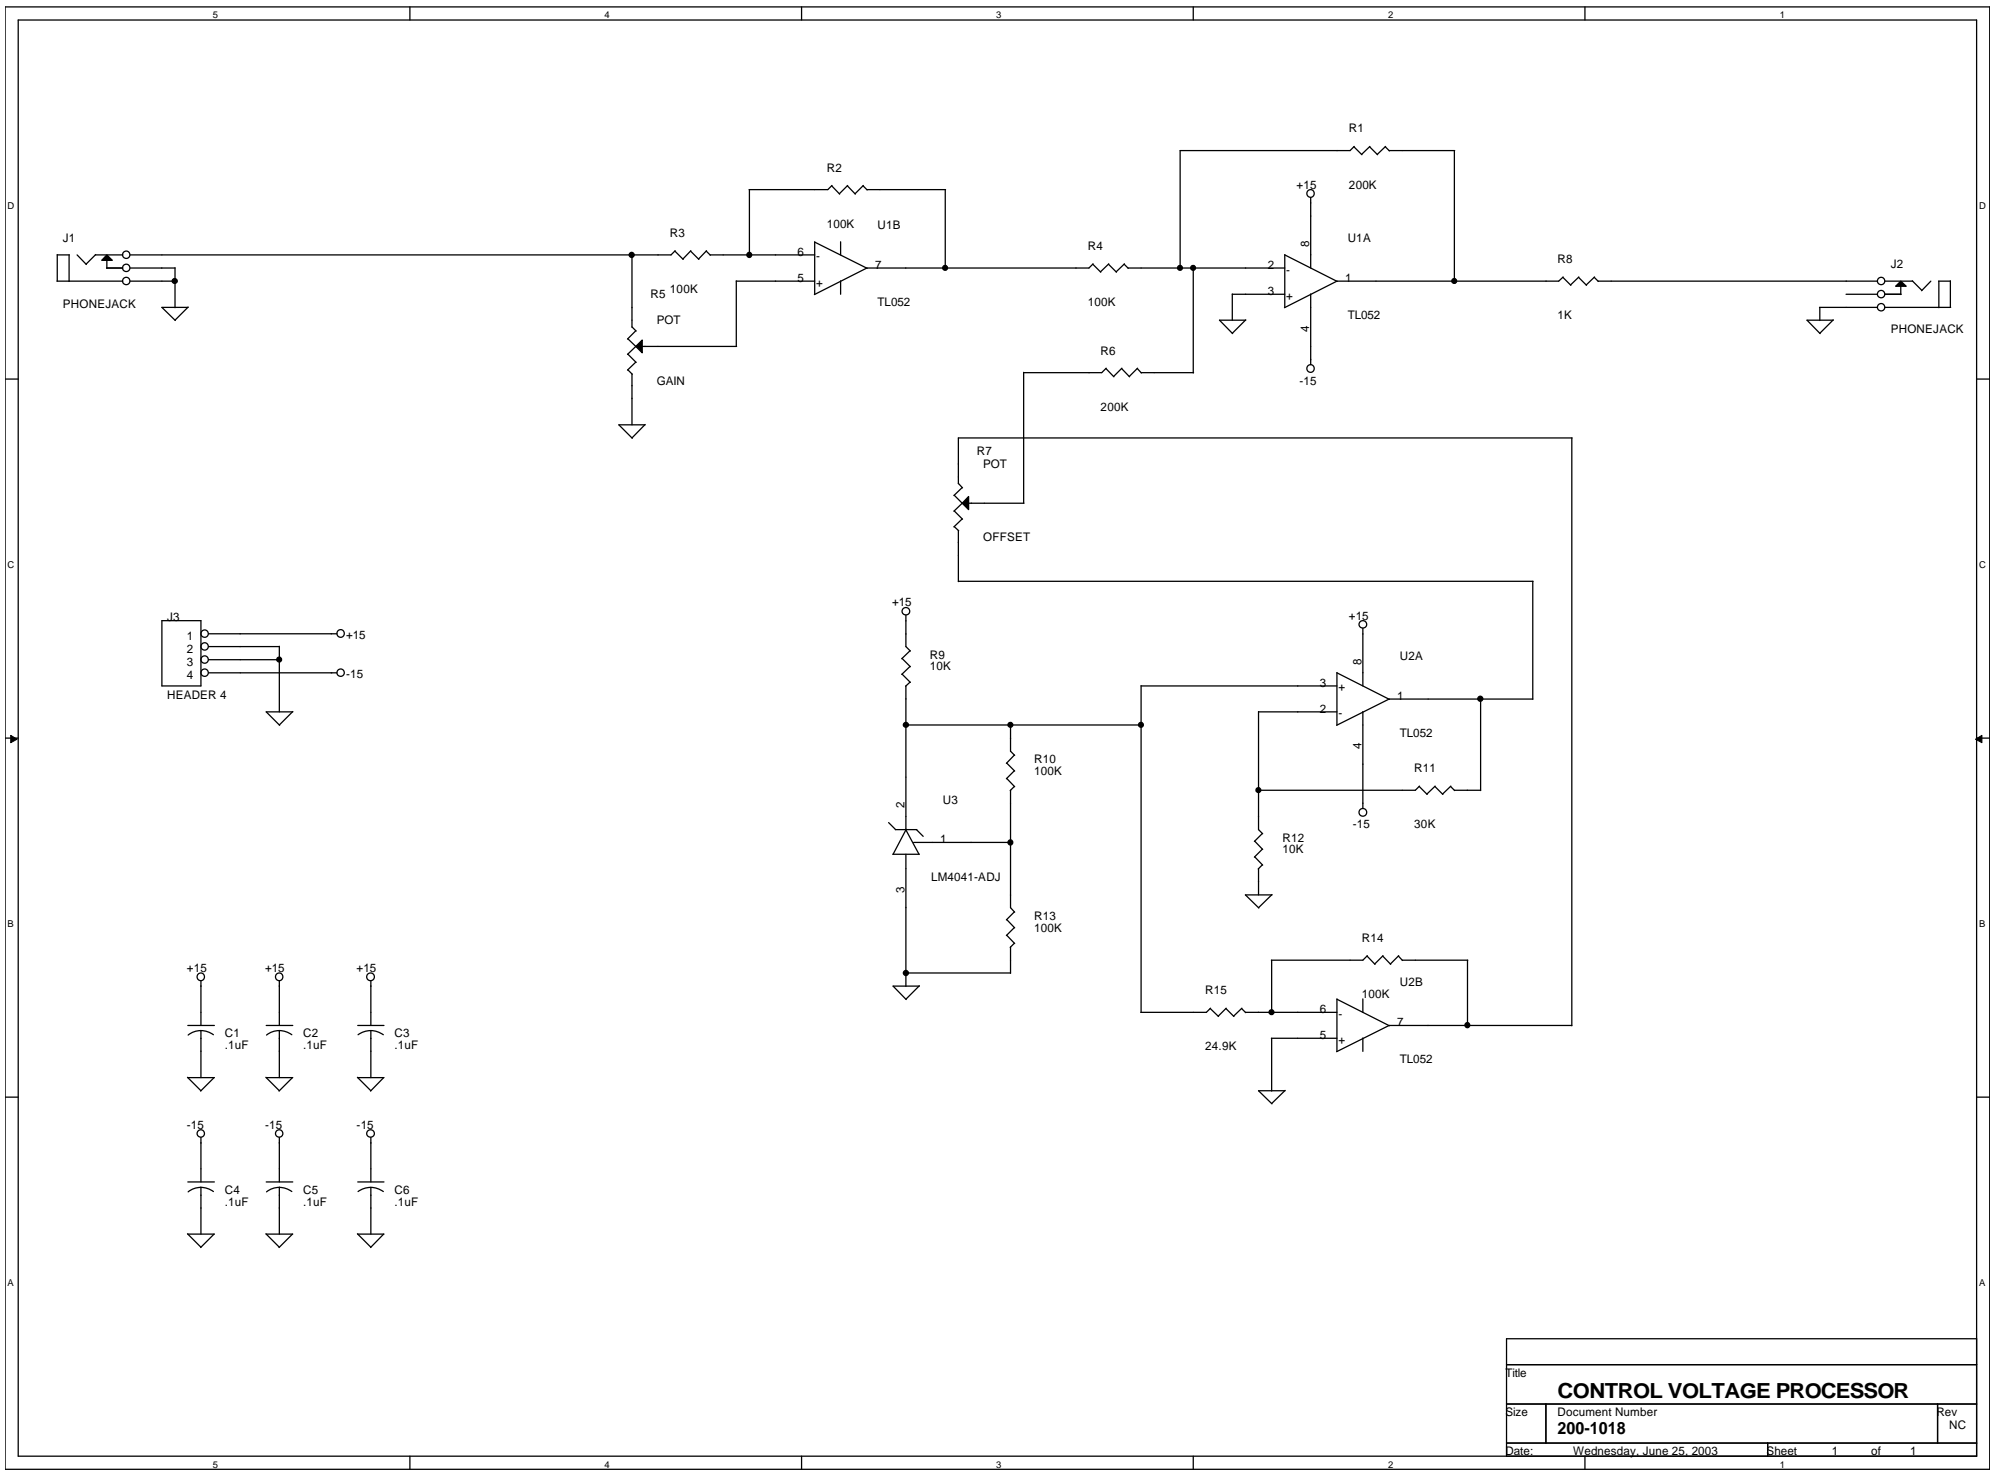 5 4 3 2 1
D D
C C
B B
A A
5 4 3 2 1
J1
PHONEJACK
R3
100K
R5
POT
GAIN
R2
100K
U1B
6
5
7
-
+
TL052
R4
100K
R6
200K
R1
200K
+15
8
U1A
2
3
1
-
+
4
TL052
-15
R8
1K
J2
PHONEJACK
R7
POT
OFFSET
J3
1
2
3
4
+15
-15
HEADER 4
+15
R9
10K
R10
100K
U3
2
1
3
LM4041-ADJ
R13
100K
+15
8
U2A
3
2
1
+
-
4
TL052
-15
R11
30K
R12
10K
R14
100K
U2B
R15
24.9K
6
5
7
-
+
TL052
+15 +15 +15
C1
.1uF
C2
.1uF
C3
.1uF
-15 -15 -15
C4
.1uF
C5
.1uF
C6
.1uF
Title
CONTROL VOLTAGE PROCESSOR
Size Document Number Rev
200-1018 NC
Date: Wednesday, June 25, 2003 Sheet 1 of 1